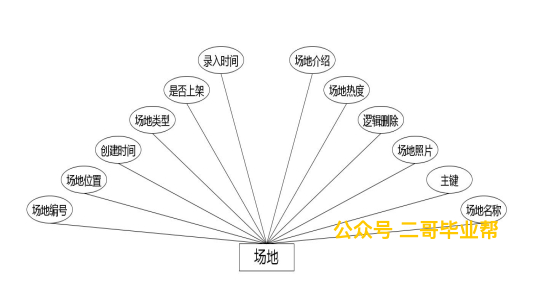 录入时间
场地介绍
是否上架
场地热度
场地类型
逻辑删除
创建时间
场地照片
场地位置
主键
场地编号
场地名称
公众号 二哥毕业帮
场地